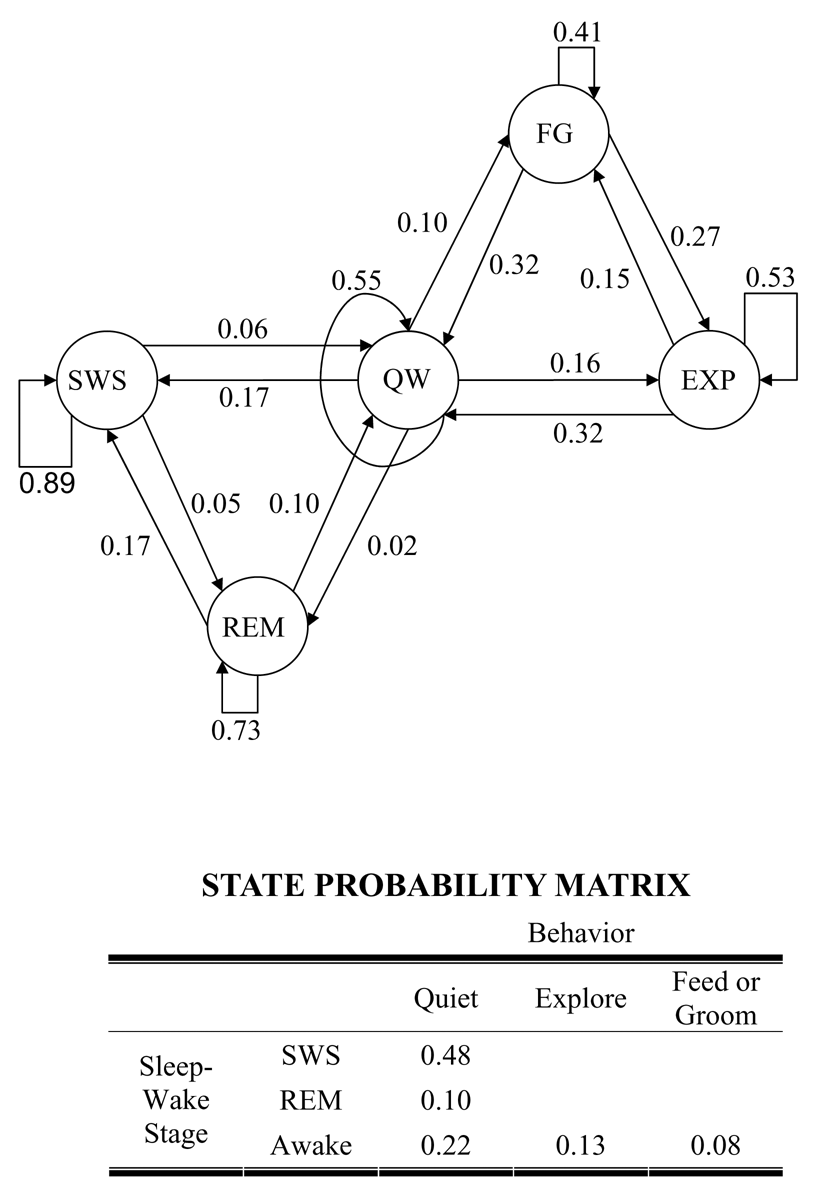 0.41
FG
0.10
0.27
0.32
0.15
0.55
0.53
0.06
SWS
QW
0.16
EXP
0.17
0.32
0.89
0.05
0.10
0.17
0.02
REM
0.73
STATE PROBABILITY MATRIX
Behavior
Quiet
Explore
Feed or
Groom
Sleep-
Wake
Stage
SWS 0.48
REM 0.10
Awake 0.22 0.13 0.08